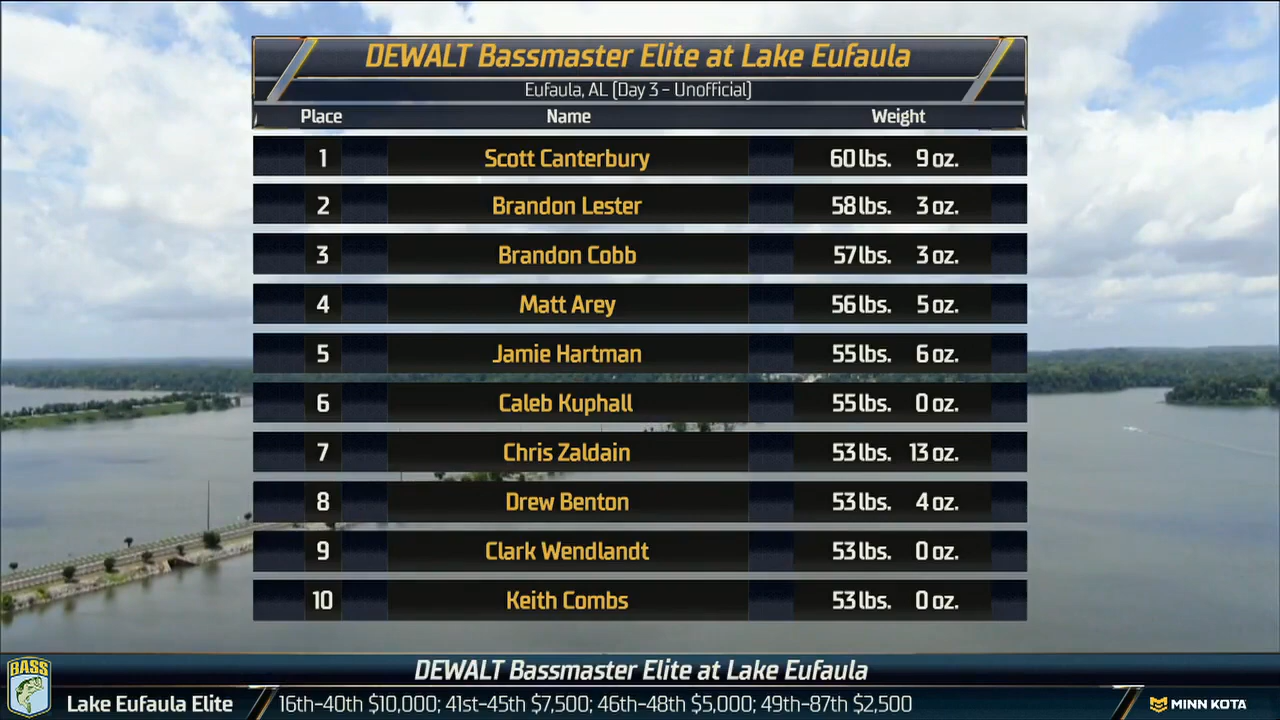 DEWALT Bassmaster Elite at Lake Eufaula
Eufaula, AL (Day 3 - Unofficial)
Place Name Weight
1 Scott Canterbury 60 lbs. 9 oz.
2 Brandon Lester 58 lbs. 3 oz.
3 Brandon Cobb 57 lbs. 3 oz.
4 Matt Arey 56 lbs. 5 oz.
5 Jamie Hartman 55 lbs. 6 oz.
6 Caleb Kuphall 55 lbs. 0 oz.
7 Chris Zaldain 53 lbs. 13 oz.
8 Drew Benton 53 lbs. 4 oz.
9 Clark Wendlandt 53 lbs. 0 oz.
10 Keith Combs 53 lbs. 0 oz.
DEWALT Bassmaster Elite at Lake Eufaula
BASS
Lake Eufaula Elite 16th-40th $10,000; 41st-45th $7,500; 46th-48th $5,000; 49th-87th $2,500 MINN KOTA